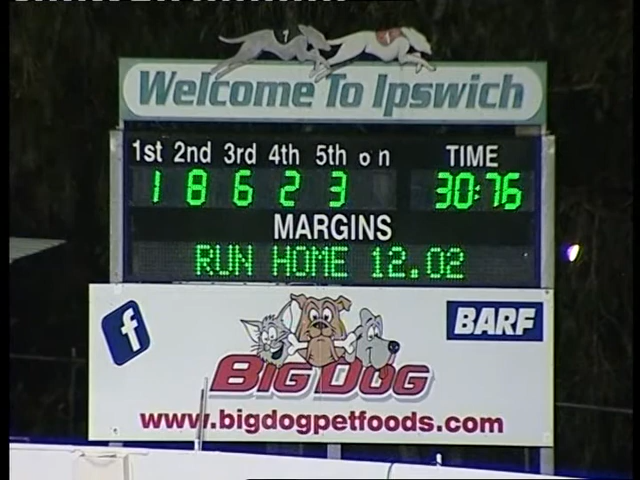 1
Welcome To Ipswich
1st 2nd 3rd 4th 5th on TIME
1 8 6 2 3 30:76
MARGINS
RUN HOME 12.02
f
BARF
BIG DOG
www.bigdogpetfoods.com